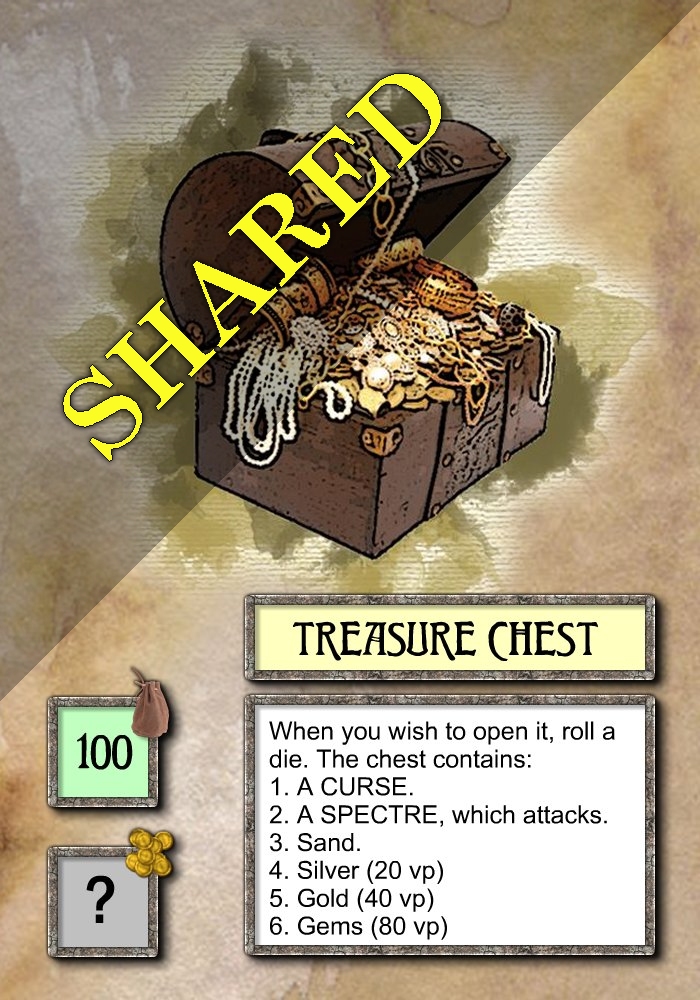 SHARED
TREASURE CHEST
100
?
When you wish to open it, roll a
die. The chest contains:
1. A CURSE.
2. A SPECTRE, which attacks.
3. Sand.
4. Silver (20 vp)
5. Gold (40 vp)
6. Gems (80 vp)